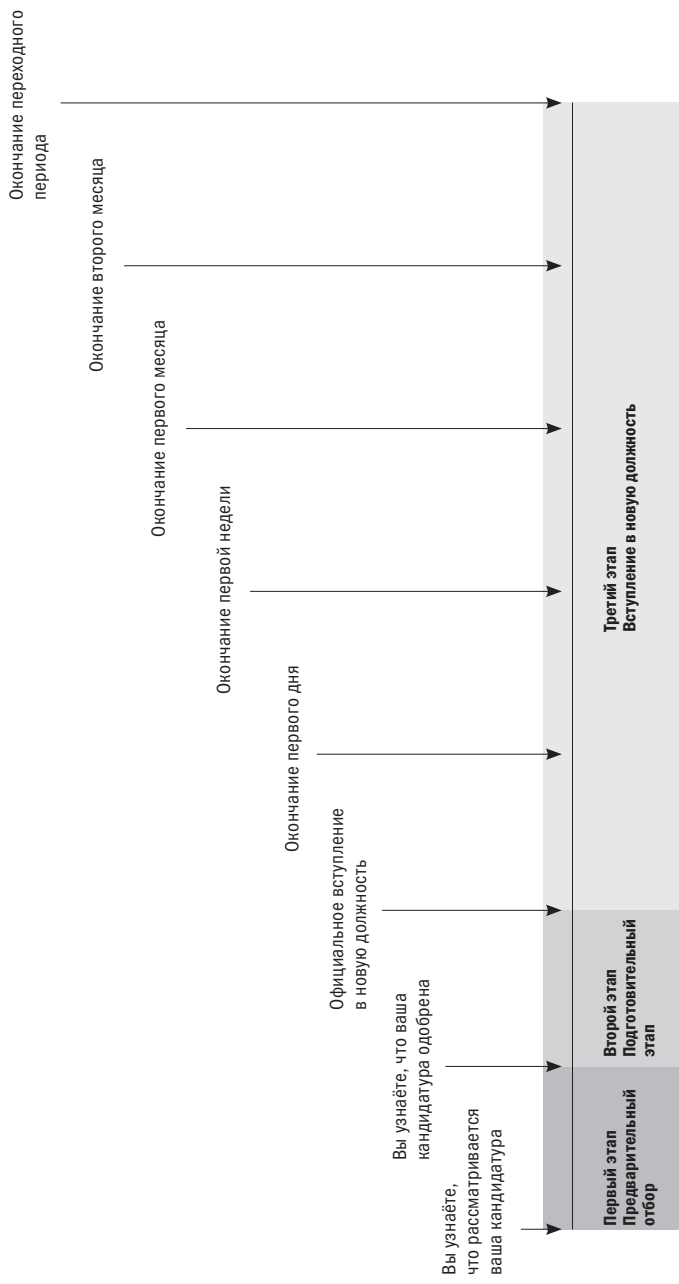 Окончание переходного
периода
Окончание второго месяца
Окончание первого месяца
Окончание первой недели
Окончание первого дня
Официальное вступление
в новую должность
Вы узнаёте, что ваша
кандидатура одобрена
Вы узнаёте,
что рассматривается
ваша кандидатура
Первый этап
Предварительный
отбор
Второй этап
Подготовительный
этап
Третий этап
Вступление в новую должность